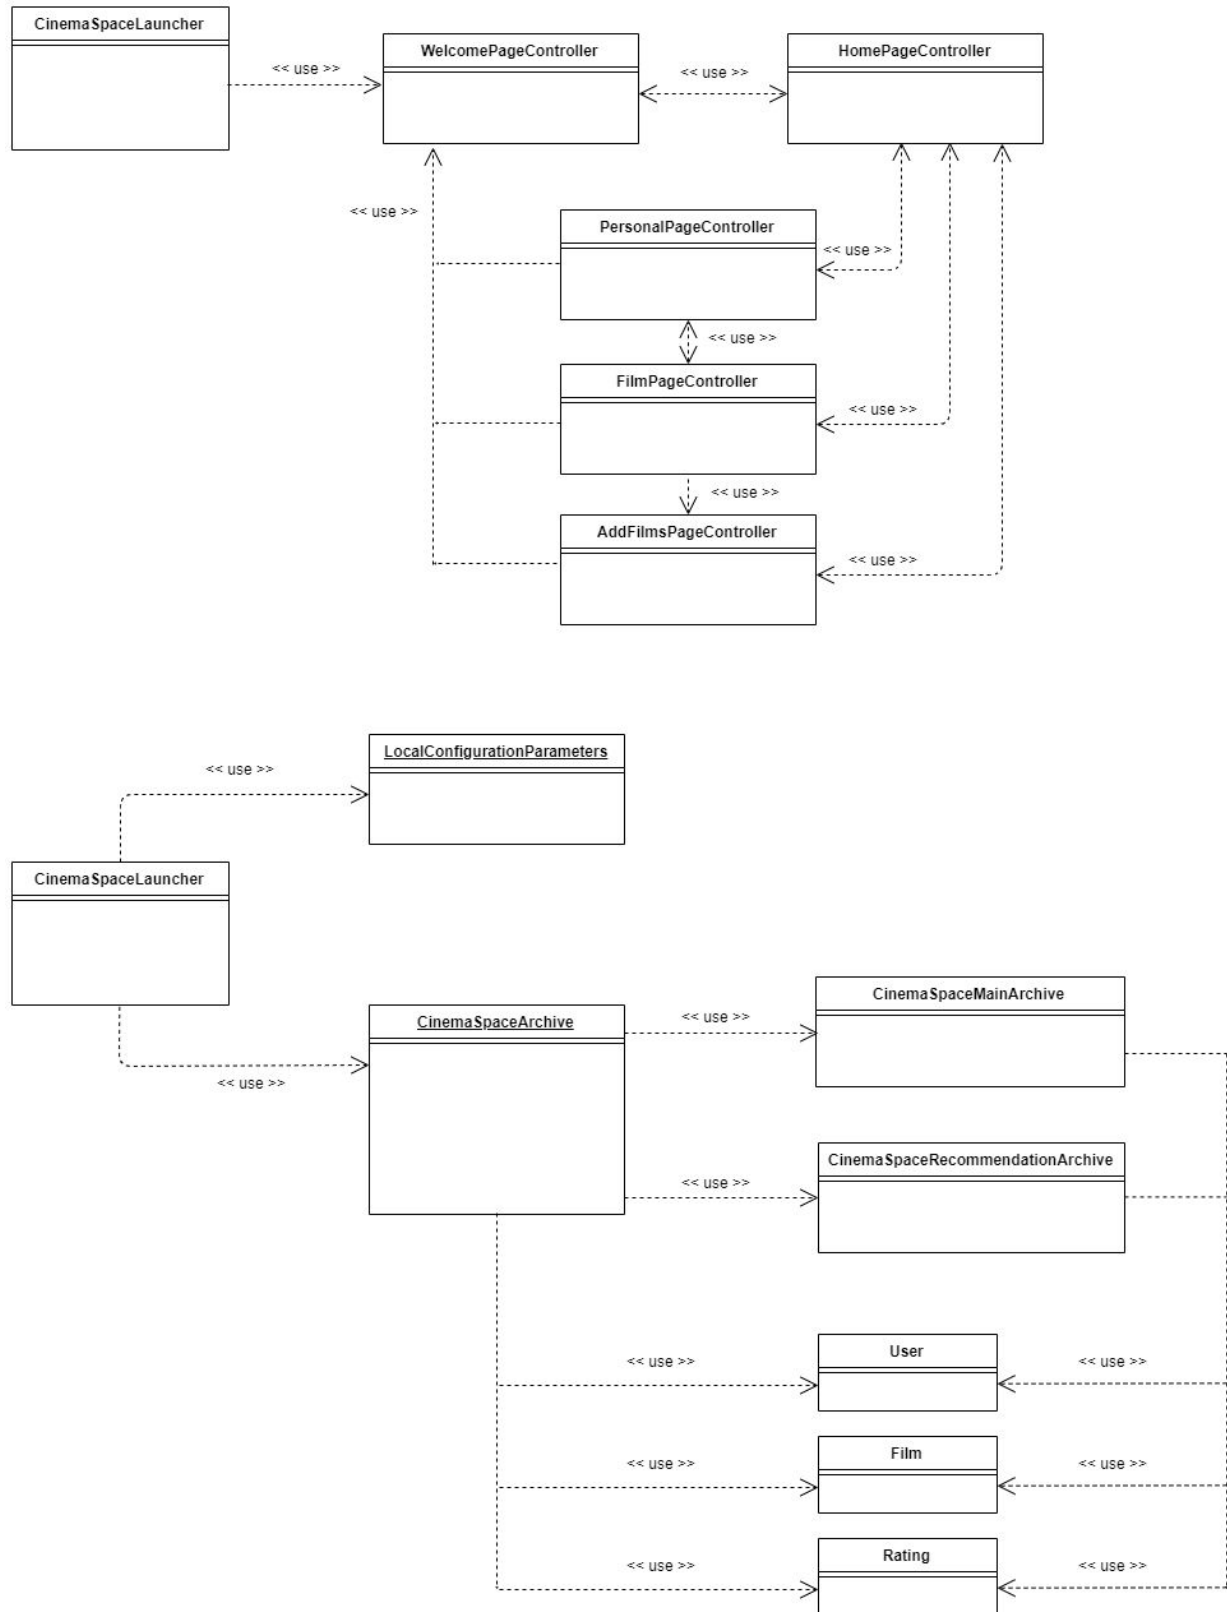 CinemaSpaceLauncher
WelcomePageController
HomePageController
<< use >>
<< use >>
<< use >>
PersonalPageController
<< use >>
<< use >>
FilmPageController
<< use >>
<< use >>
AddFilmsPageController
<< use >>
LocalConfigurationParameters
<< use >>
CinemaSpaceLauncher
CinemaSpaceMainArchive
<< use >>
CinemaSpaceArchive
<< use >>
CinemaSpaceRecommendationArchive
<< use >>
User
<< use >>
<< use >>
Film
<< use >>
<< use >>
Rating
<< use >>
<< use >>